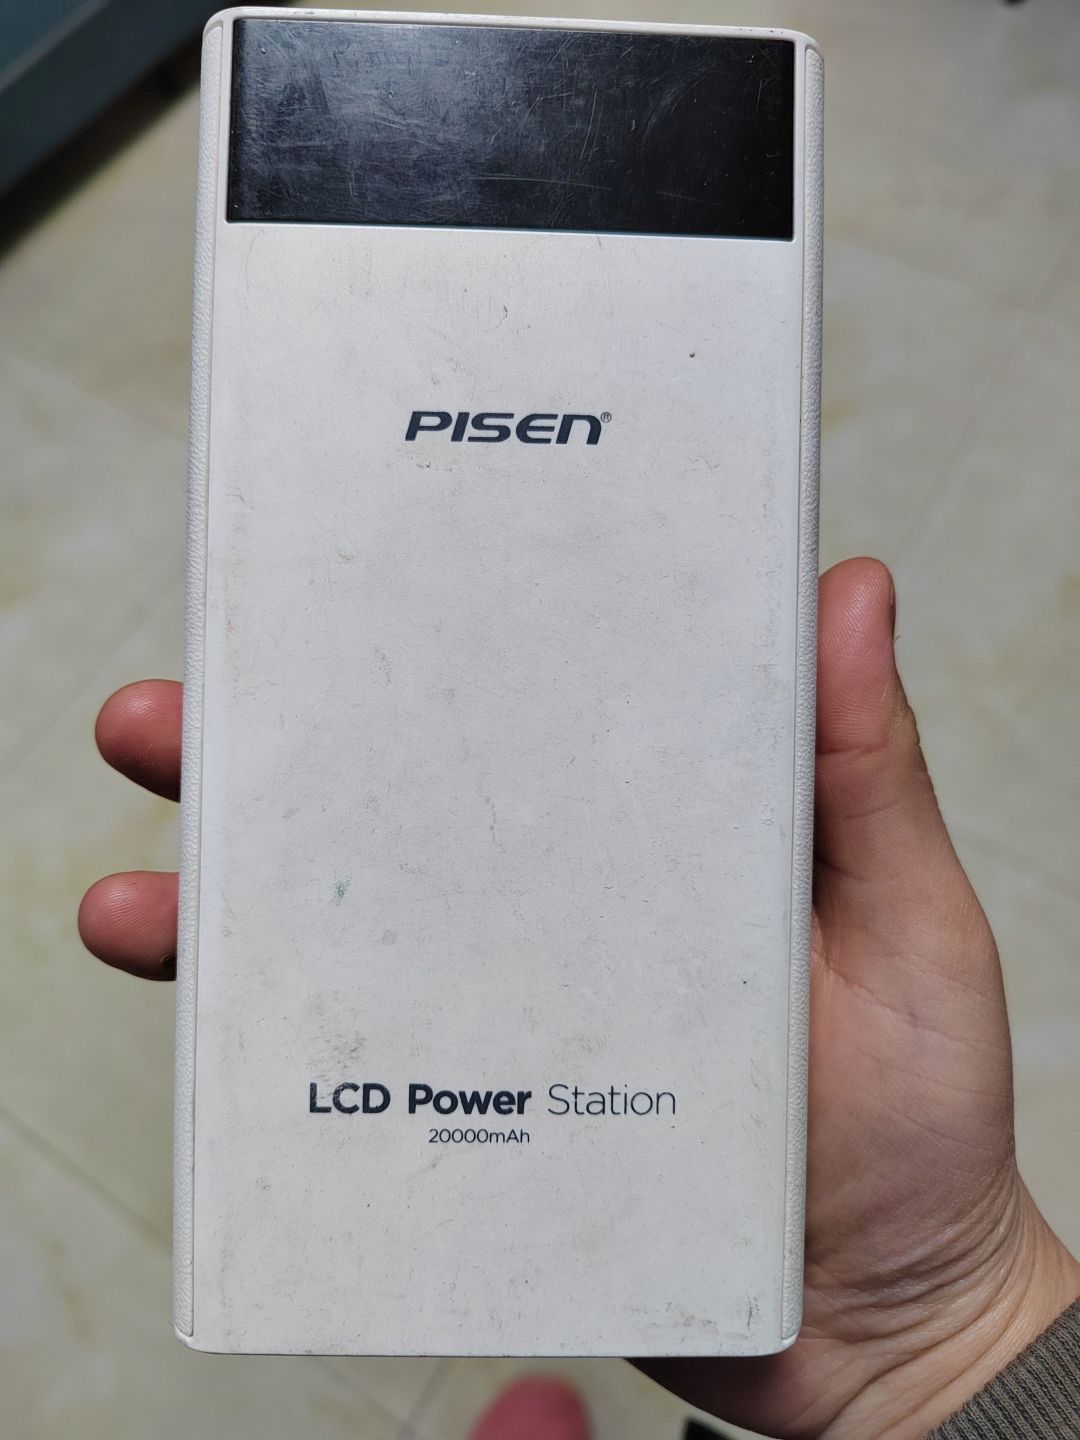 PISEN®
LCD Power Station
20000mAh